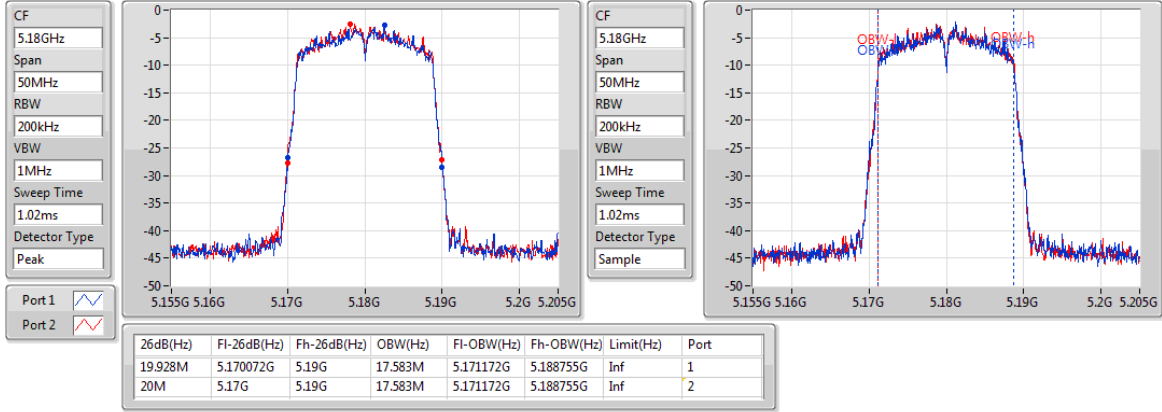 CF
5.18GHz
Span
50MHz
RBW
200kHz
VBW
1MHz
Sweep Time
1.02ms
Detector Type
Peak
Port 1
Port 2
0
-5
-10
-15
-20
-25
-30
-35
-40
-45
-50
5.155G 5.16G 5.17G 5.18G 5.19G 5.2G 5.205G
CF
5.18GHz
Span
50MHz
RBW
200kHz
VBW
1MHz
Sweep Time
1.02ms
Detector Type
Sample
0
-5
-10
-15
-20
-25
-30
-35
-40
-45
-50
OBW-h
5.155G 5.16G 5.17G 5.18G 5.19G 5.2G 5.205G
26dB(Hz) Fl-26dB(Hz) Fh-26dB(Hz) OBW(Hz) Fl-OBW(Hz) Fh-OBW(Hz) Limit(Hz) Port
19.928M 5.170072G 5.19G 17.583M 5.171172G 5.188755G Inf 1
20M 5.17G 5.19G 17.583M 5.171172G 5.188755G Inf 2